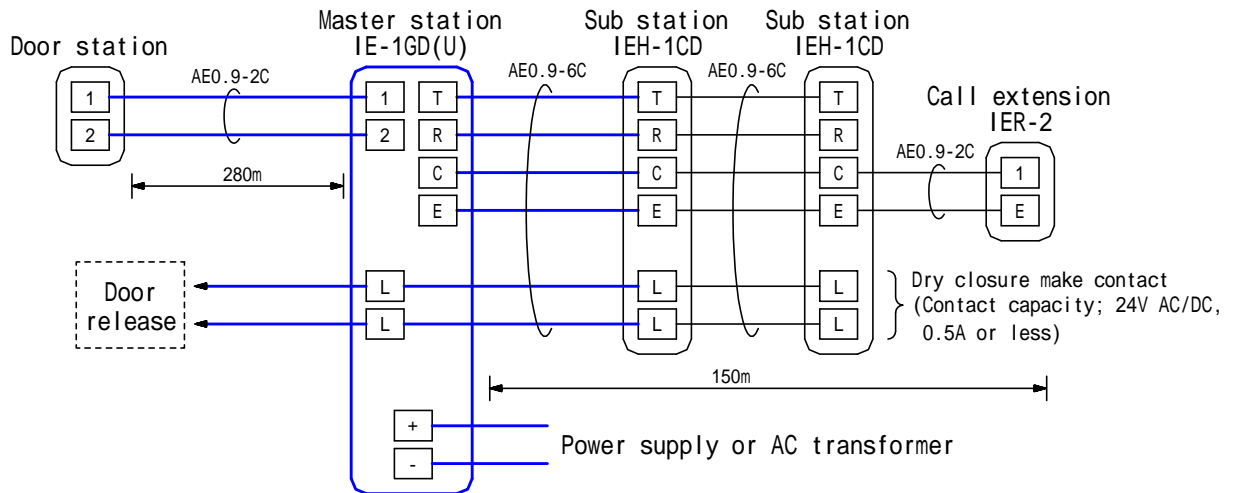 Master station
IE-1GD(U)
Sub station
IEH-1CD
Sub station
IEH-1CD
Door station
AE0.9-2C
AE0.9-6C
AE0.9-6C
1
2
1
2
T
R
C
E
T
R
C
E
T
R
C
E
Call extension
IER-2
AE0.9-2C
1
E
280m
Door
release
L
L
L
L
L
L
Dry closure make contact
(Contact capacity; 24V AC/DC,
0.5A or less)
150m
+
-
Power supply or AC transformer